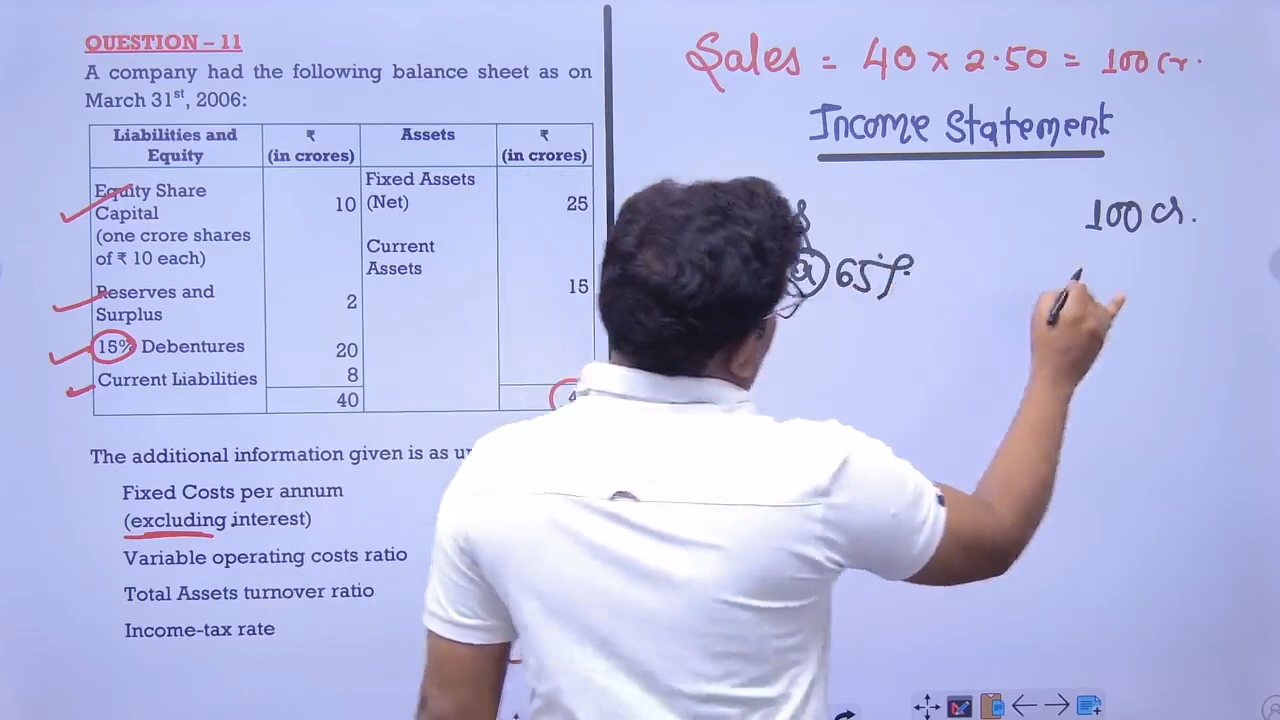 QUESTION – 11
A company had the following balance sheet as on
March 31st, 2006:
Liabilities and Equity
₹ (in crores)
Assets
₹ (in crores)
Equity Share Capital (one crore shares of ₹ 10 each)
10
Fixed Assets (Net)
25
Reserves and Surplus
2
Current Assets
15
15% Debentures
20
Current Liabilities
8
40
The additional information given is as
Fixed Costs per annum
(excluding interest)
Variable operating costs ratio
Total Assets turnover ratio
Income-tax rate
Sales = 40 × 2.50 = 100 Cr.
Income Statement
100 cr.
@ 65%